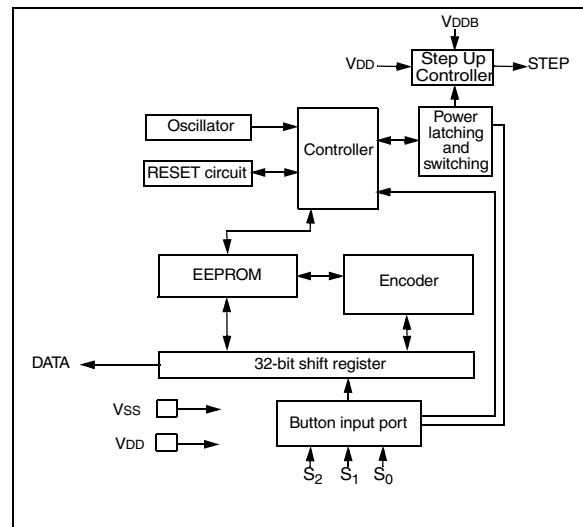 VDDB
VDD
Step Up
Controller
STEP
Oscillator
Controller
Power
latching
and
switching
RESET circuit
EEPROM
Encoder
DATA
32-bit shift register
VSS
Button input port
VDD
S2
S1
S0